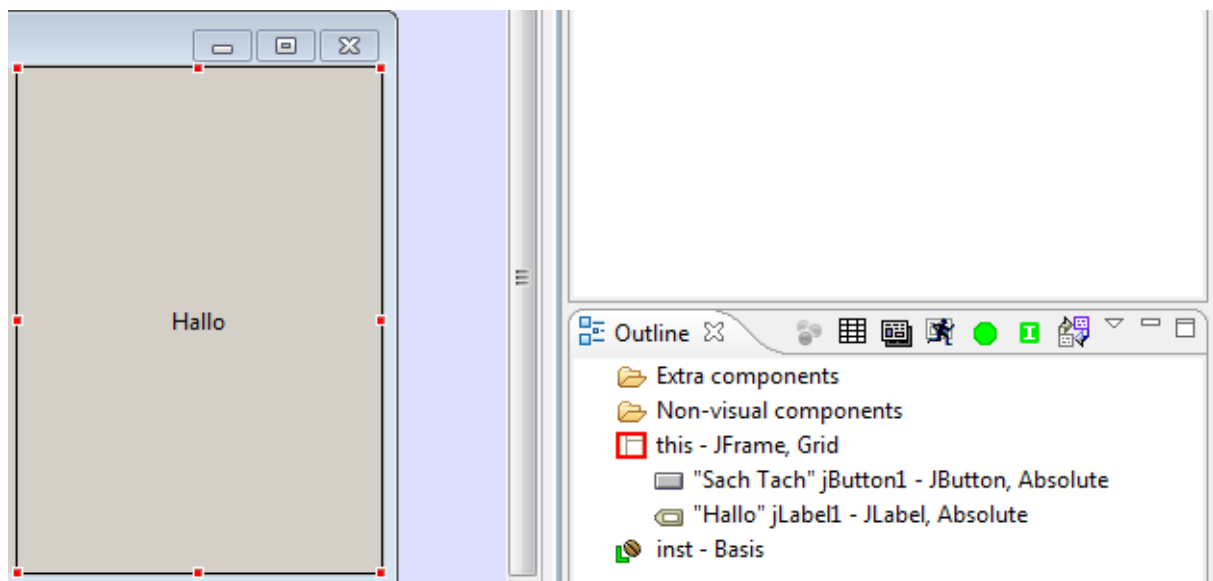 Hallo
Outline
Extra components
Non-visual components
this - JFrame, Grid
"Sach Tach" jButton1 - JButton, Absolute
"Hallo" jLabel1 - JLabel, Absolute
inst - Basis